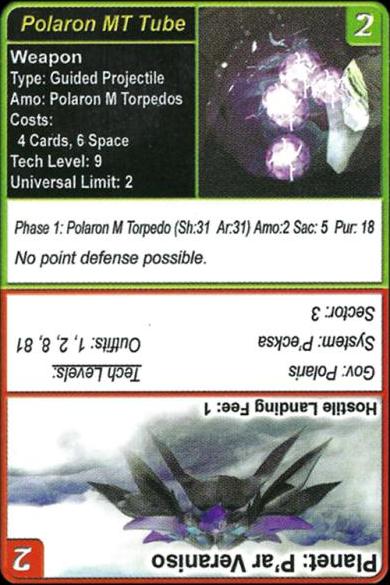 Polaron MT Tube
2
Weapon
Type: Guided Projectile
Amo: Polaron M Torpedos
Costs:
4 Cards, 6 Space
Tech Level: 9
Universal Limit: 2
Phase 1: Polaron M Torpedo (Sh:31 Ar:31) Amo:2 Sac: 5 Pur: 18
No point defense possible.
Planet: P'ar Veraniso
2
Hostile Landing Fee: 1
Gov: Polaris
System: P'ecksa
Sector: 3
Tech Levels:
Outfits: 1, 2, 8, 81